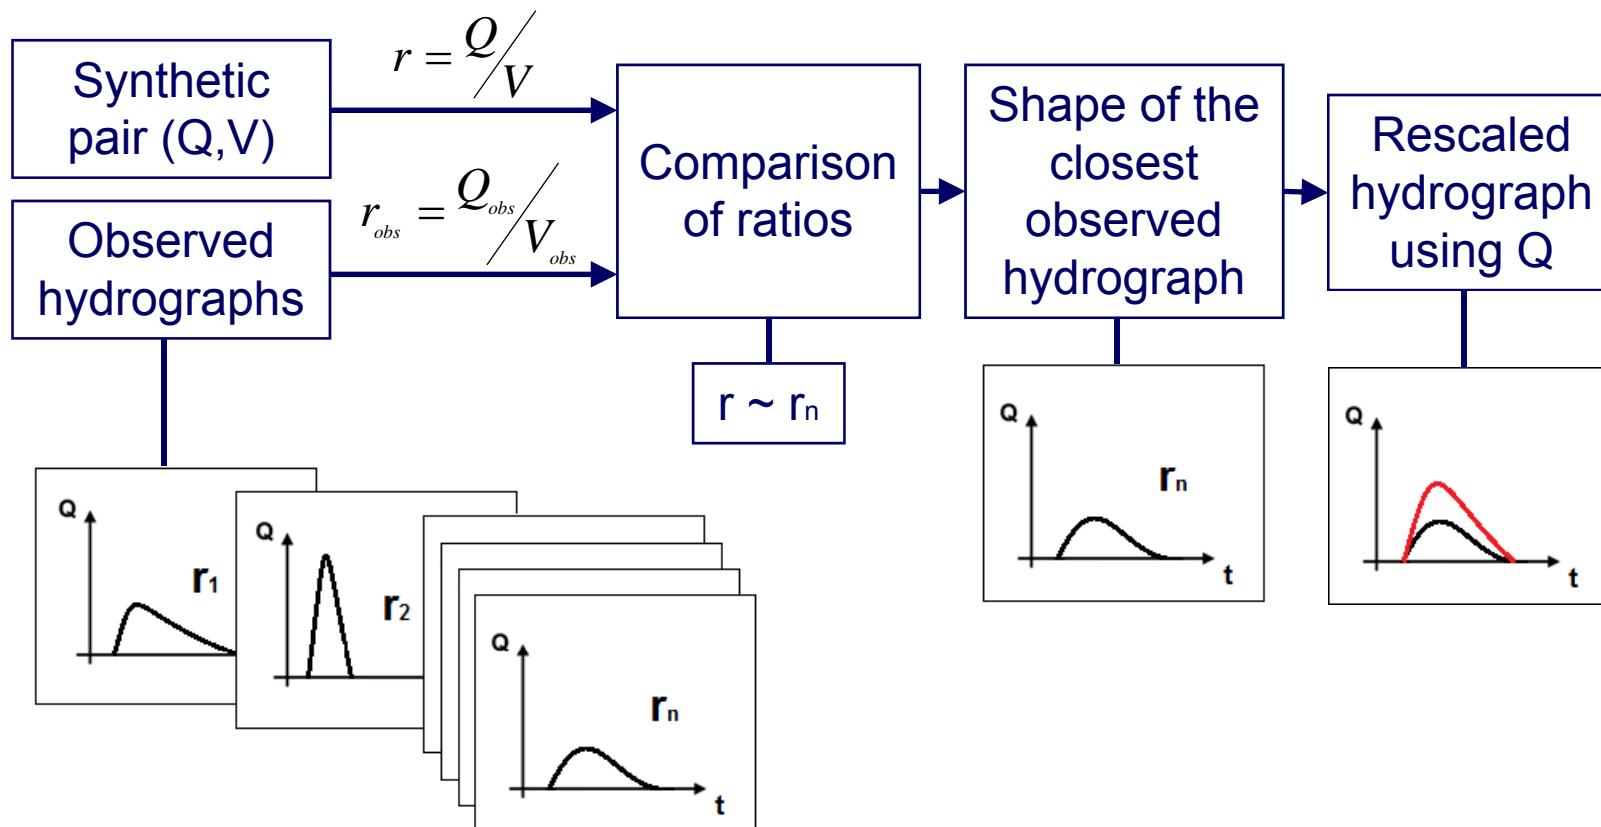 Synthetic
pair (Q,V)
r = Q/V
Observed
hydrographs
r_obs = Q_obs/V_obs
Comparison
of ratios
r ~ rn
Shape of the
closest
observed
hydrograph
Rescaled
hydrograph
using Q
Q
r1
Q
r2
Q
rn
t
Q
rn
t
Q
t